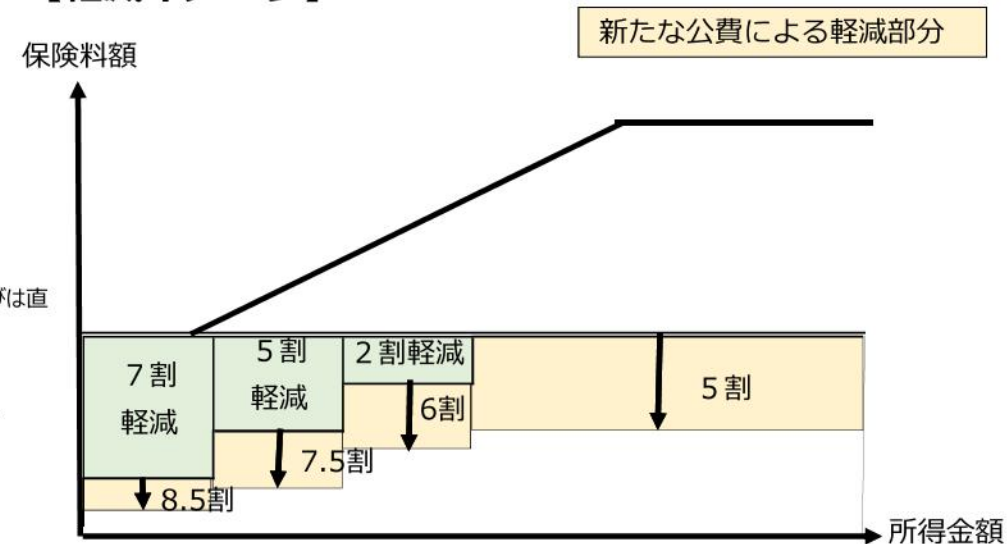 新たな公費による軽減部分
保険料額
は直
7割
軽減
5割
軽減
2割軽減
5割
6割
7.5割
8.5割
所得金額